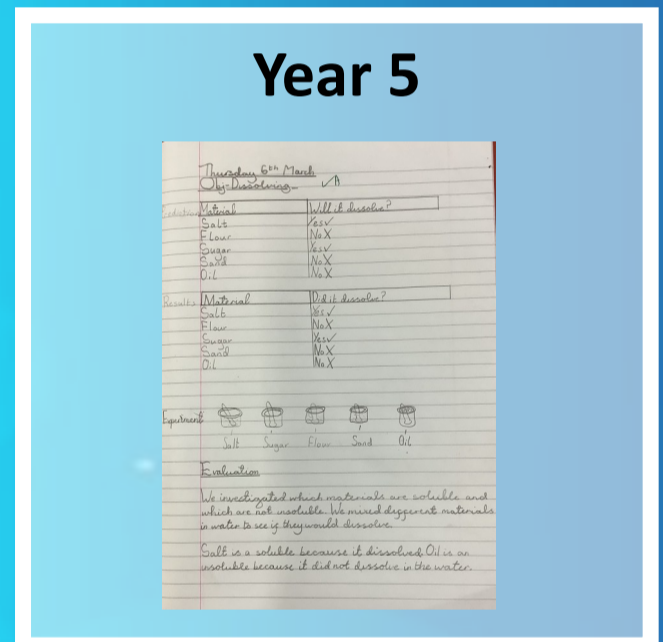 Year 5
Thursday 6th March
Obj-Dissolving
Material Will it dissolve?
Salt Yes✓
Flour No X
Sugar Yes✓
Sand No X
Oil No X
Results Material Did it dissolve?
Salt Yes✓
Flour No X
Sugar Yes✓
Sand No X
Oil No X
Experiment
Salt Sugar Flour Sand Oil
Evaluation
We investigated which materials are soluble and
which are not insoluble. We mixed different materials
in water to see if they would dissolve.
Salt is a soluble because it dissolved. Oil is an
insoluble because it did not dissolve in the water.